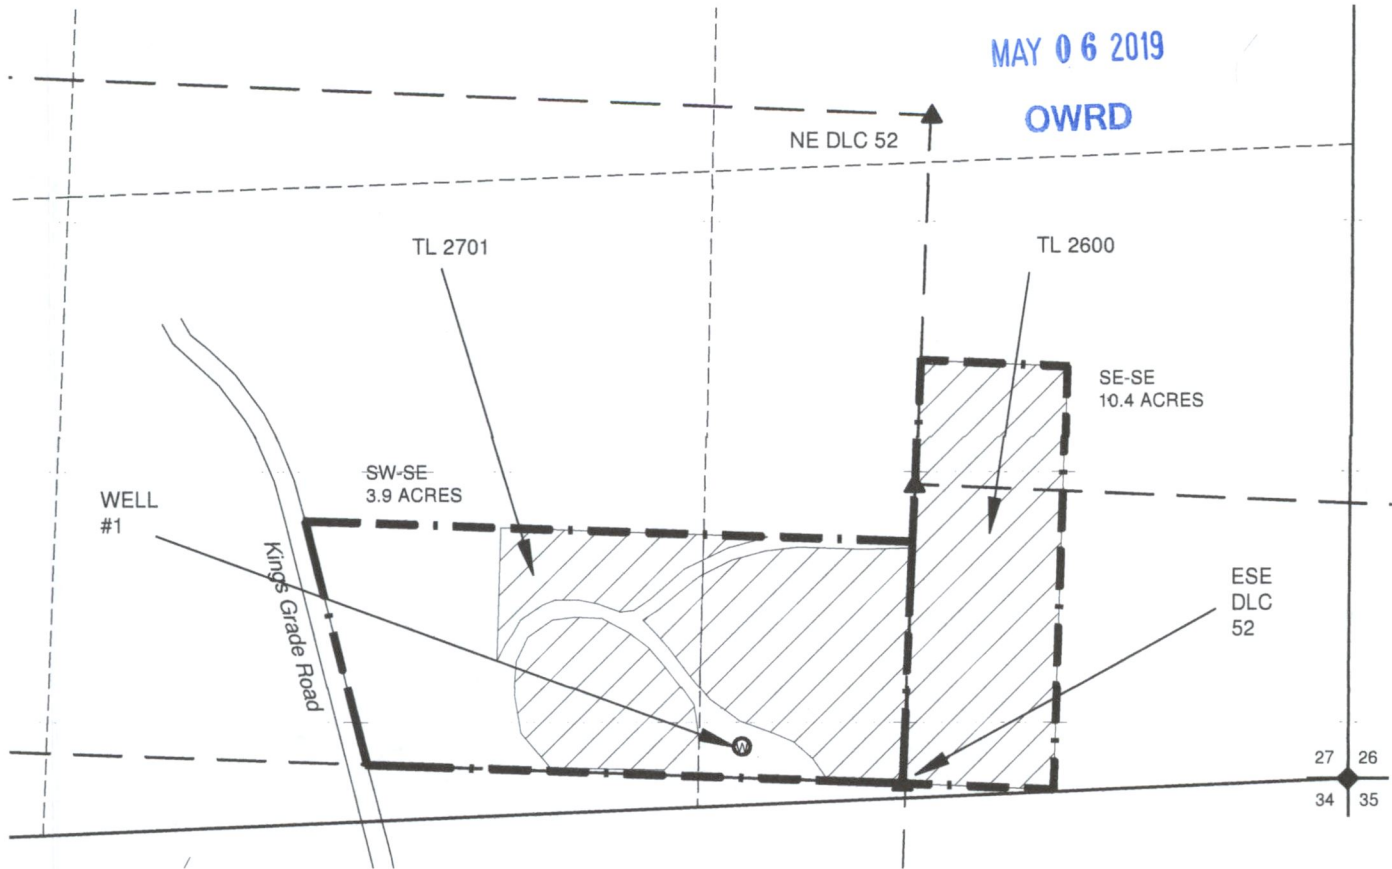 MAY 06 2019
OWRD
NE DLC 52
TL 2701
TL 2600
SE-SE
10.4 ACRES
SW-SE
3.9 ACRES
WELL
#1
Kings Grade Road
ESE
DLC
52
W
27 26
34 35